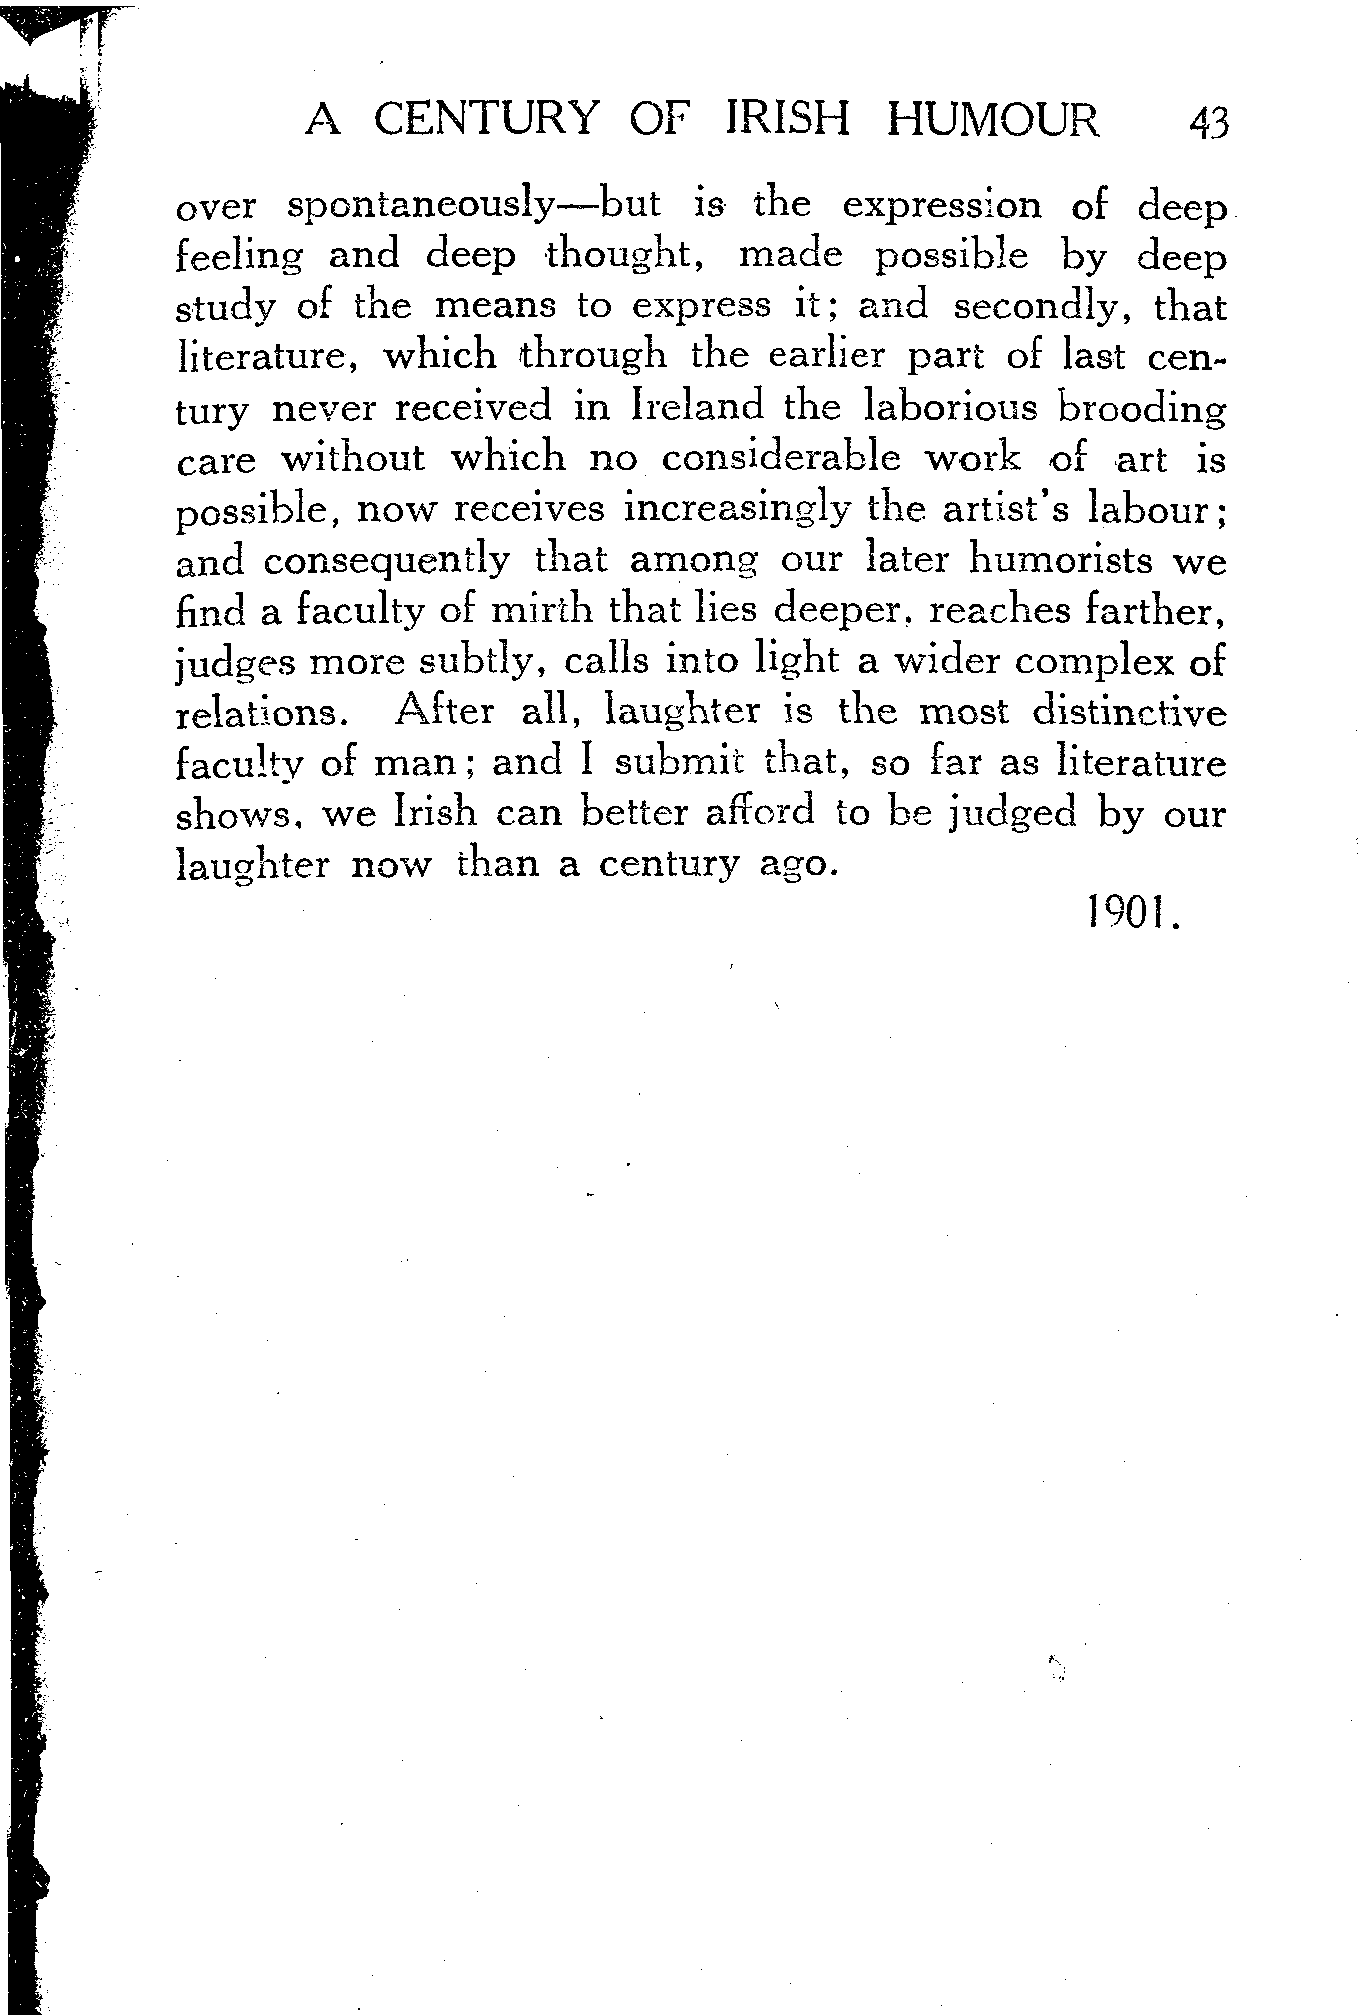 A CENTURY OF IRISH HUMOUR 43
over spontaneously—but is the expression of deep
feeling and deep thought, made possible by deep
study of the means to express it; and secondly, that
literature, which through the earlier part of last cen-
tury never received in Ireland the laborious brooding
care without which no considerable work of art is
possible, now receives increasingly the artist's labour;
and consequently that among our later humorists we
find a faculty of mirth that lies deeper, reaches farther,
judges more subtly, calls into light a wider complex of
relations. After all, laughter is the most distinctive
faculty of man; and I submit that, so far as literature
shows, we Irish can better afford to be judged by our
laughter now than a century ago.
1901.